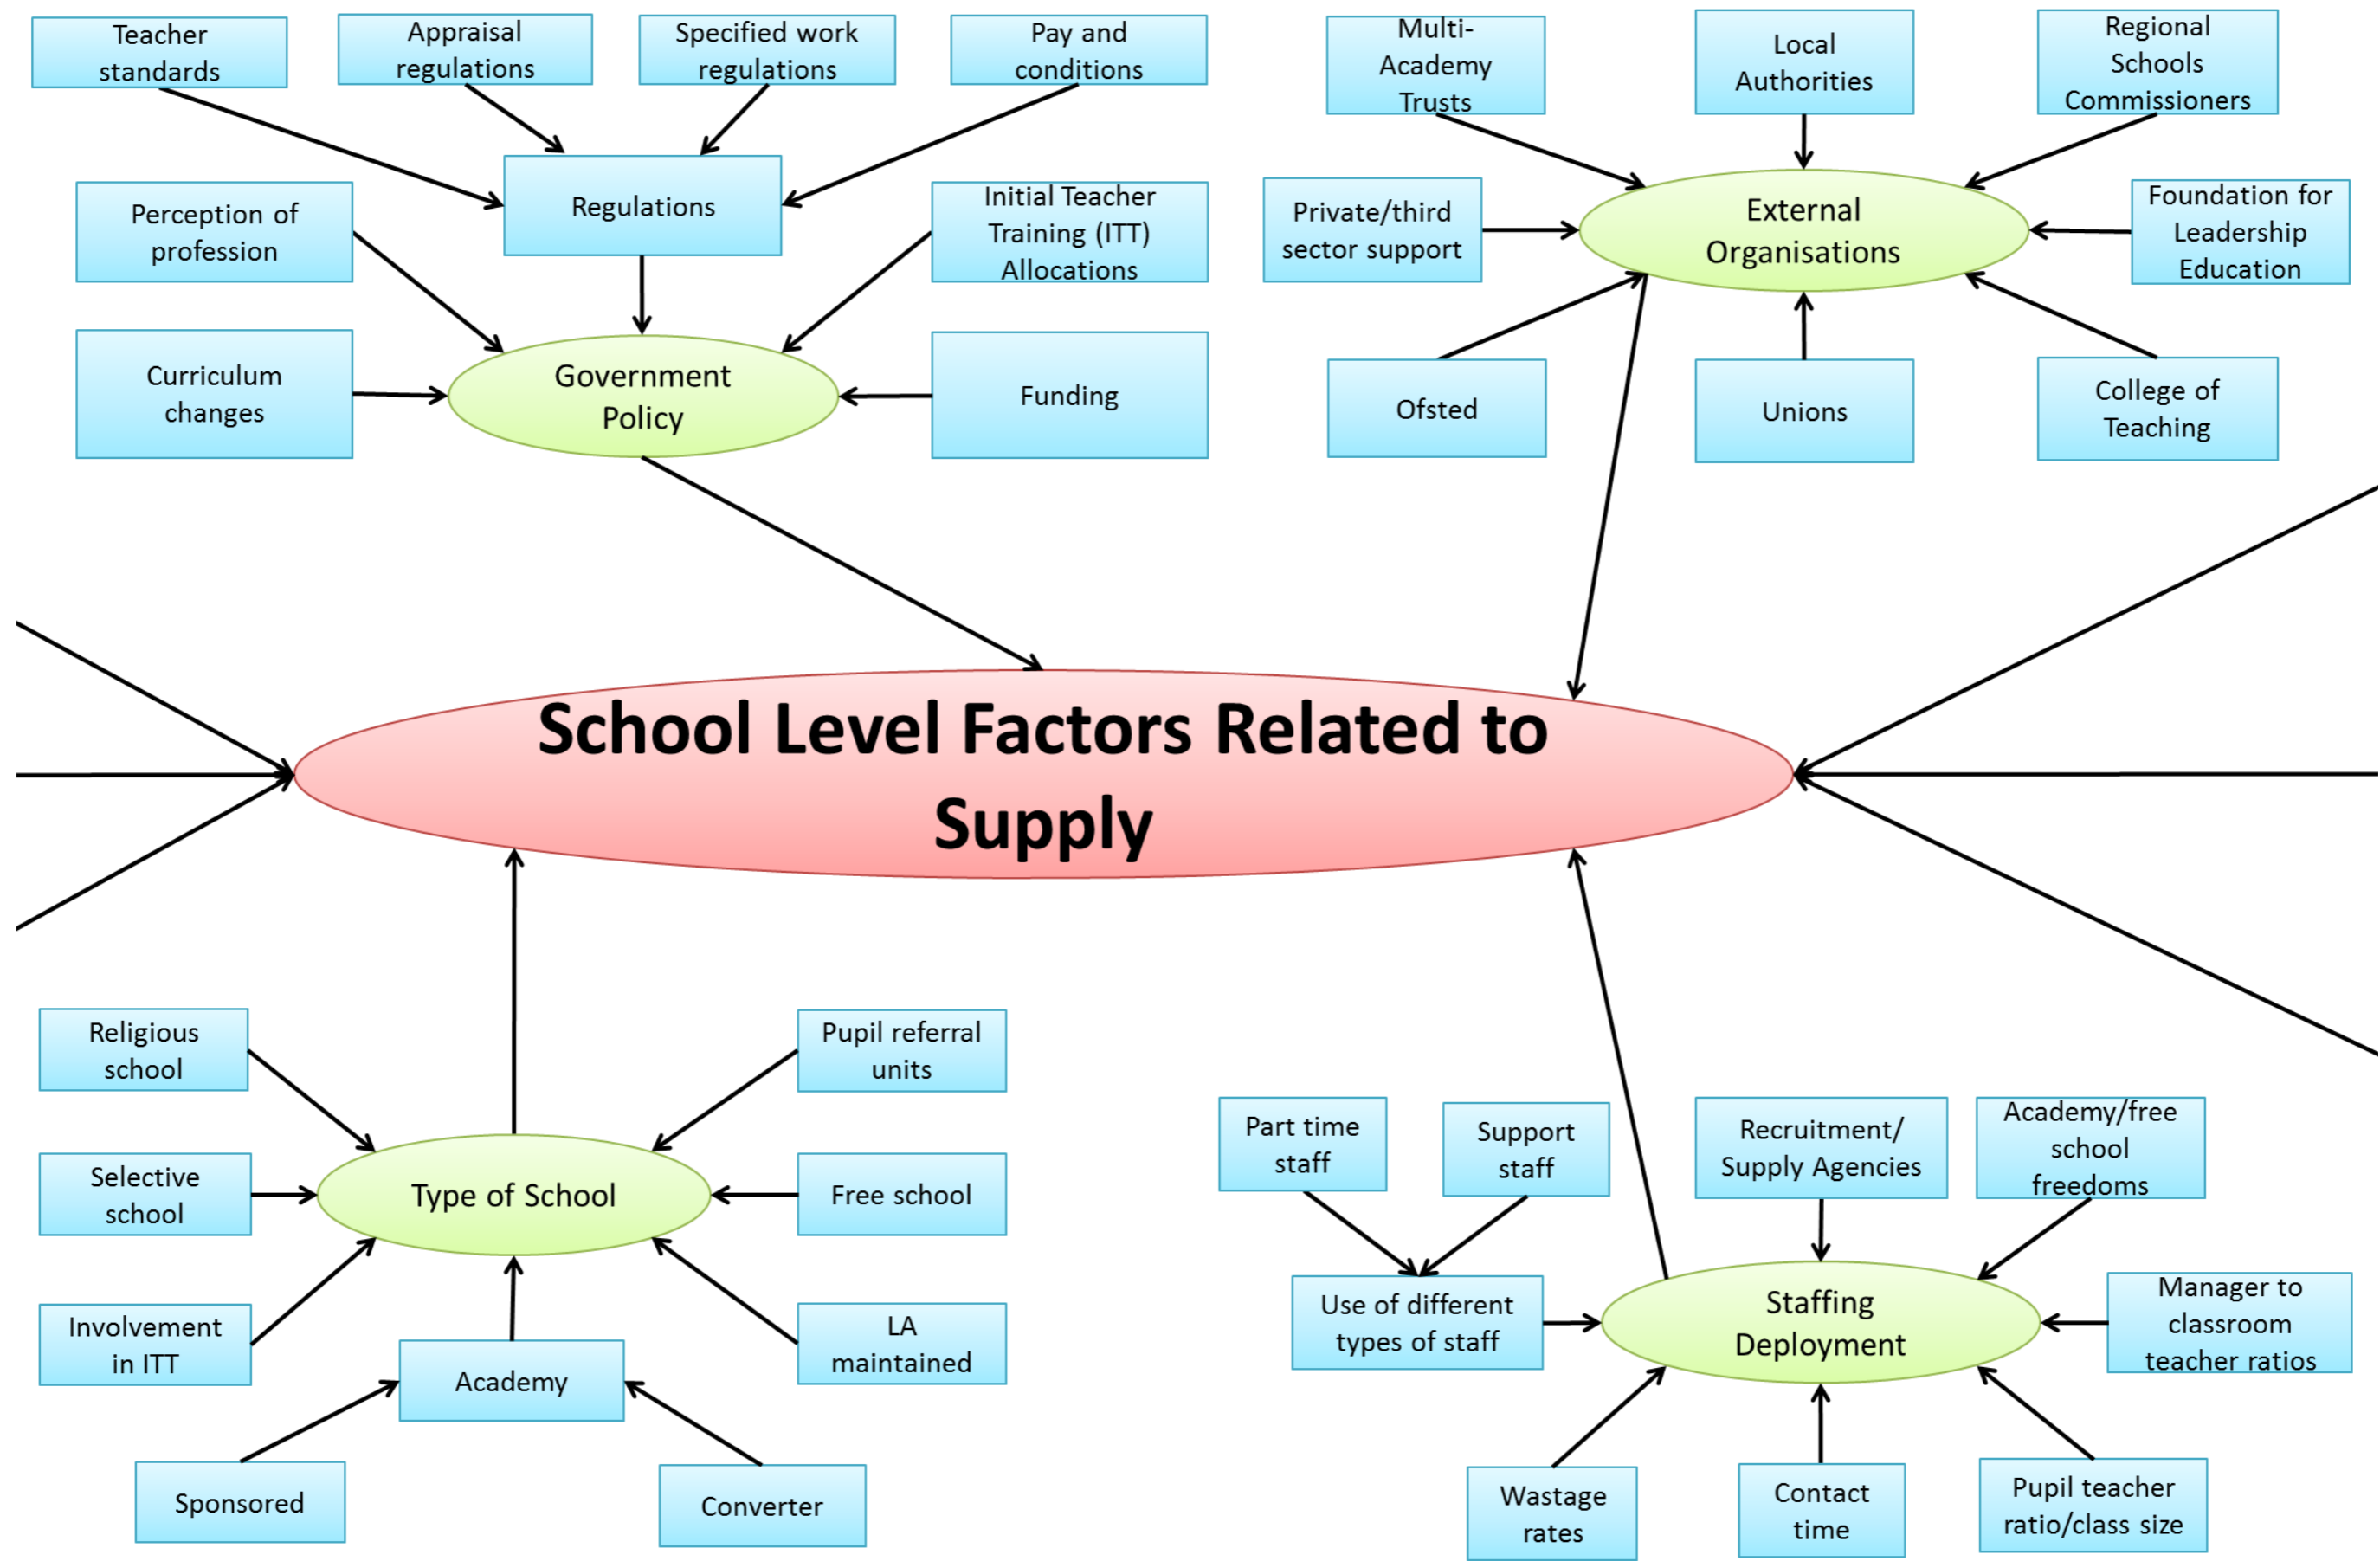 Teacher
standards
Appraisal
regulations
Specified work
regulations
Pay and
conditions
Regulations
Perception of
profession
Initial Teacher
Training (ITT)
Allocations
Curriculum
changes
Government
Policy
Funding
Multi-
Academy
Trusts
Local
Authorities
Regional
Schools
Commissioners
Private/third
sector support
External
Organisations
Foundation for
Leadership
Education
Ofsted
Unions
College of
Teaching
School Level Factors Related to
Supply
Religious
school
Pupil referral
units
Selective
school
Type of School
Free school
Involvement
in ITT
Academy
LA
maintained
Sponsored
Converter
Part time
staff
Support
staff
Recruitment/
Supply Agencies
Academy/free
school
freedoms
Use of different
types of staff
Staffing
Deployment
Manager to
classroom
teacher ratios
Wastage
rates
Contact
time
Pupil teacher
ratio/class size